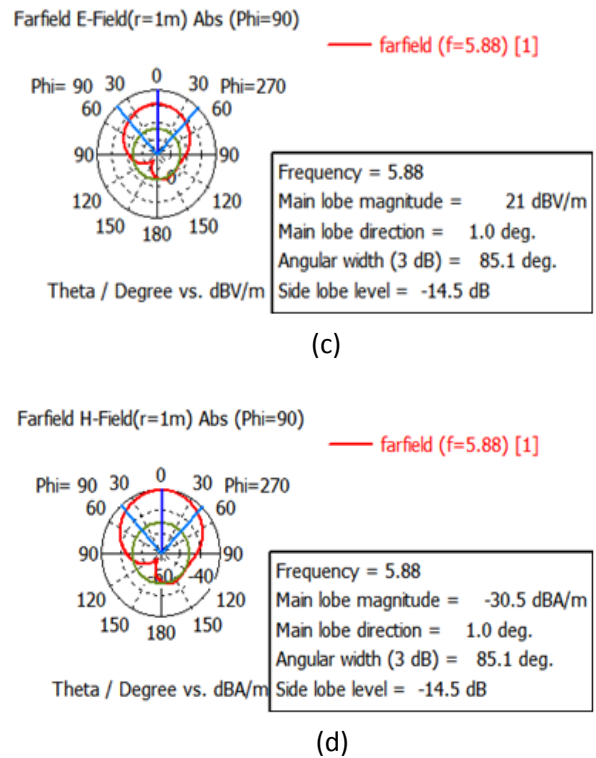 Farfield E-Field(r=1m) Abs (Phi=90)
farfield (f=5.88) [1]
Phi= 90 30 0 30 Phi=270
60 60
90 90
0
120 120
150 180 150
Theta / Degree vs. dBV/m
Frequency = 5.88
Main lobe magnitude = 21 dBV/m
Main lobe direction = 1.0 deg.
Angular width (3 dB) = 85.1 deg.
Side lobe level = -14.5 dB
(c)
Farfield H-Field(r=1m) Abs (Phi=90)
farfield (f=5.88) [1]
Phi= 90 30 0 30 Phi=270
60 60
90 90
-50 -40
120 120
150 180 150
Theta / Degree vs. dBA/m
Frequency = 5.88
Main lobe magnitude = -30.5 dBA/m
Main lobe direction = 1.0 deg.
Angular width (3 dB) = 85.1 deg.
Side lobe level = -14.5 dB
(d)